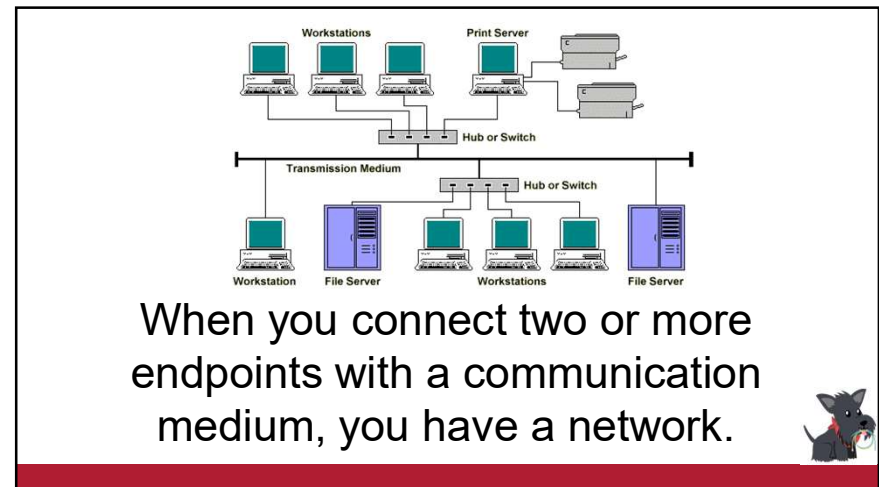 Workstations
Print Server
Hub or Switch
Transmission Medium
Hub or Switch
Workstation
File Server
Workstations
File Server
When you connect two or more
endpoints with a communication
medium, you have a network.